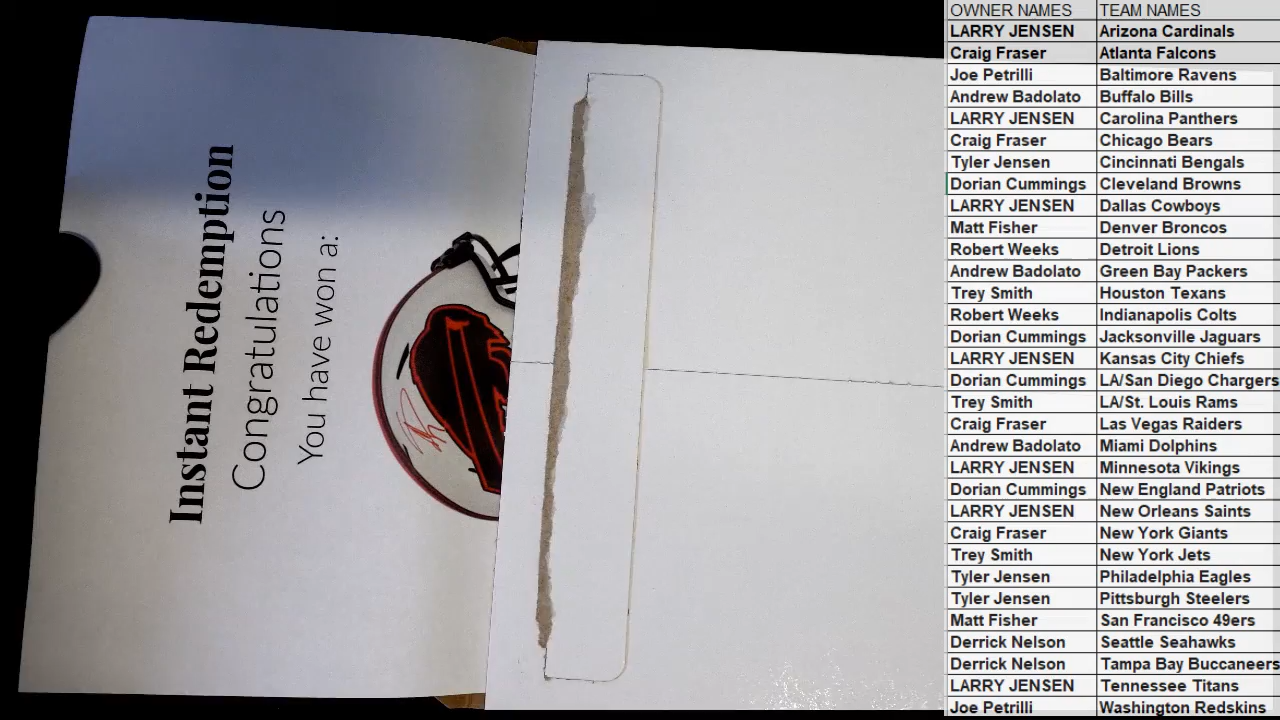 Instant Redemption
Congratulations
You have won a:
OWNER NAMES TEAM NAMES
LARRY JENSEN Arizona Cardinals
Craig Fraser Atlanta Falcons
Joe Petrilli Baltimore Ravens
Andrew Badolato Buffalo Bills
LARRY JENSEN Carolina Panthers
Craig Fraser Chicago Bears
Tyler Jensen Cincinnati Bengals
Dorian Cummings Cleveland Browns
LARRY JENSEN Dallas Cowboys
Matt Fisher Denver Broncos
Robert Weeks Detroit Lions
Andrew Badolato Green Bay Packers
Trey Smith Houston Texans
Robert Weeks Indianapolis Colts
Dorian Cummings Jacksonville Jaguars
LARRY JENSEN Kansas City Chiefs
Dorian Cummings LA/San Diego Chargers
Trey Smith LA/St. Louis Rams
Craig Fraser Las Vegas Raiders
Andrew Badolato Miami Dolphins
LARRY JENSEN Minnesota Vikings
Dorian Cummings New England Patriots
LARRY JENSEN New Orleans Saints
Craig Fraser New York Giants
Trey Smith New York Jets
Tyler Jensen Philadelphia Eagles
Tyler Jensen Pittsburgh Steelers
Matt Fisher San Francisco 49ers
Derrick Nelson Seattle Seahawks
Derrick Nelson Tampa Bay Buccaneers
LARRY JENSEN Tennessee Titans
Joe Petrilli Washington Redskins